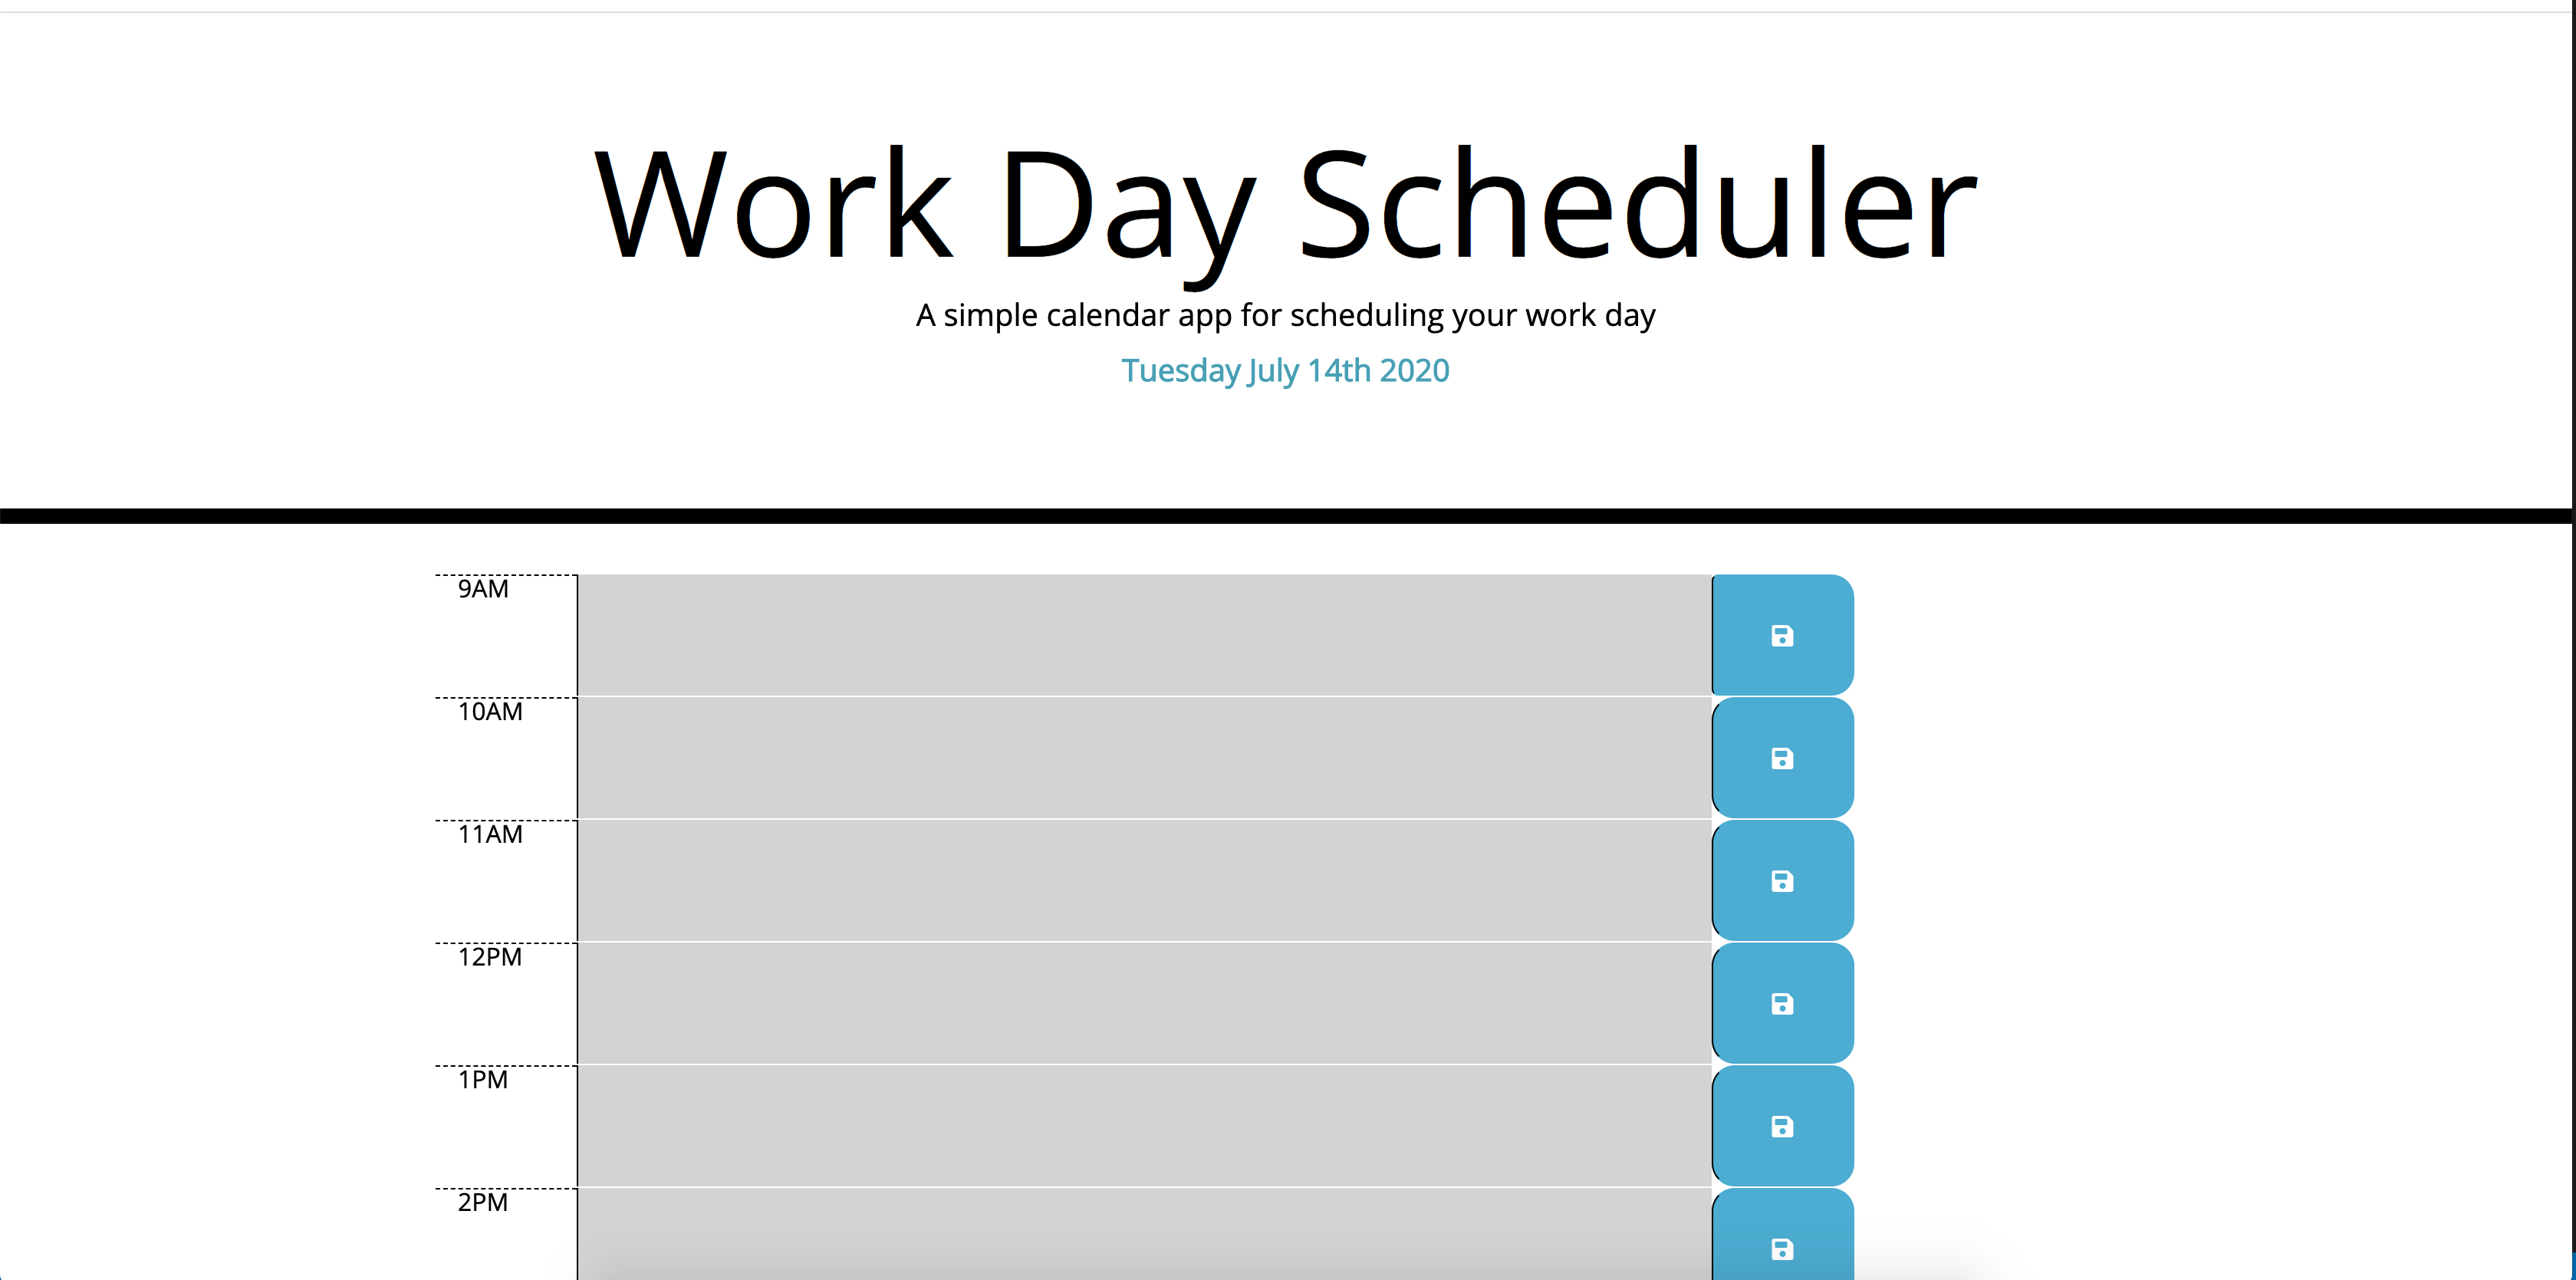 Work Day Scheduler
A simple calendar app for scheduling your work day
Tuesday July 14th 2020
9AM
10AM
11AM
12PM
1PM
2PM